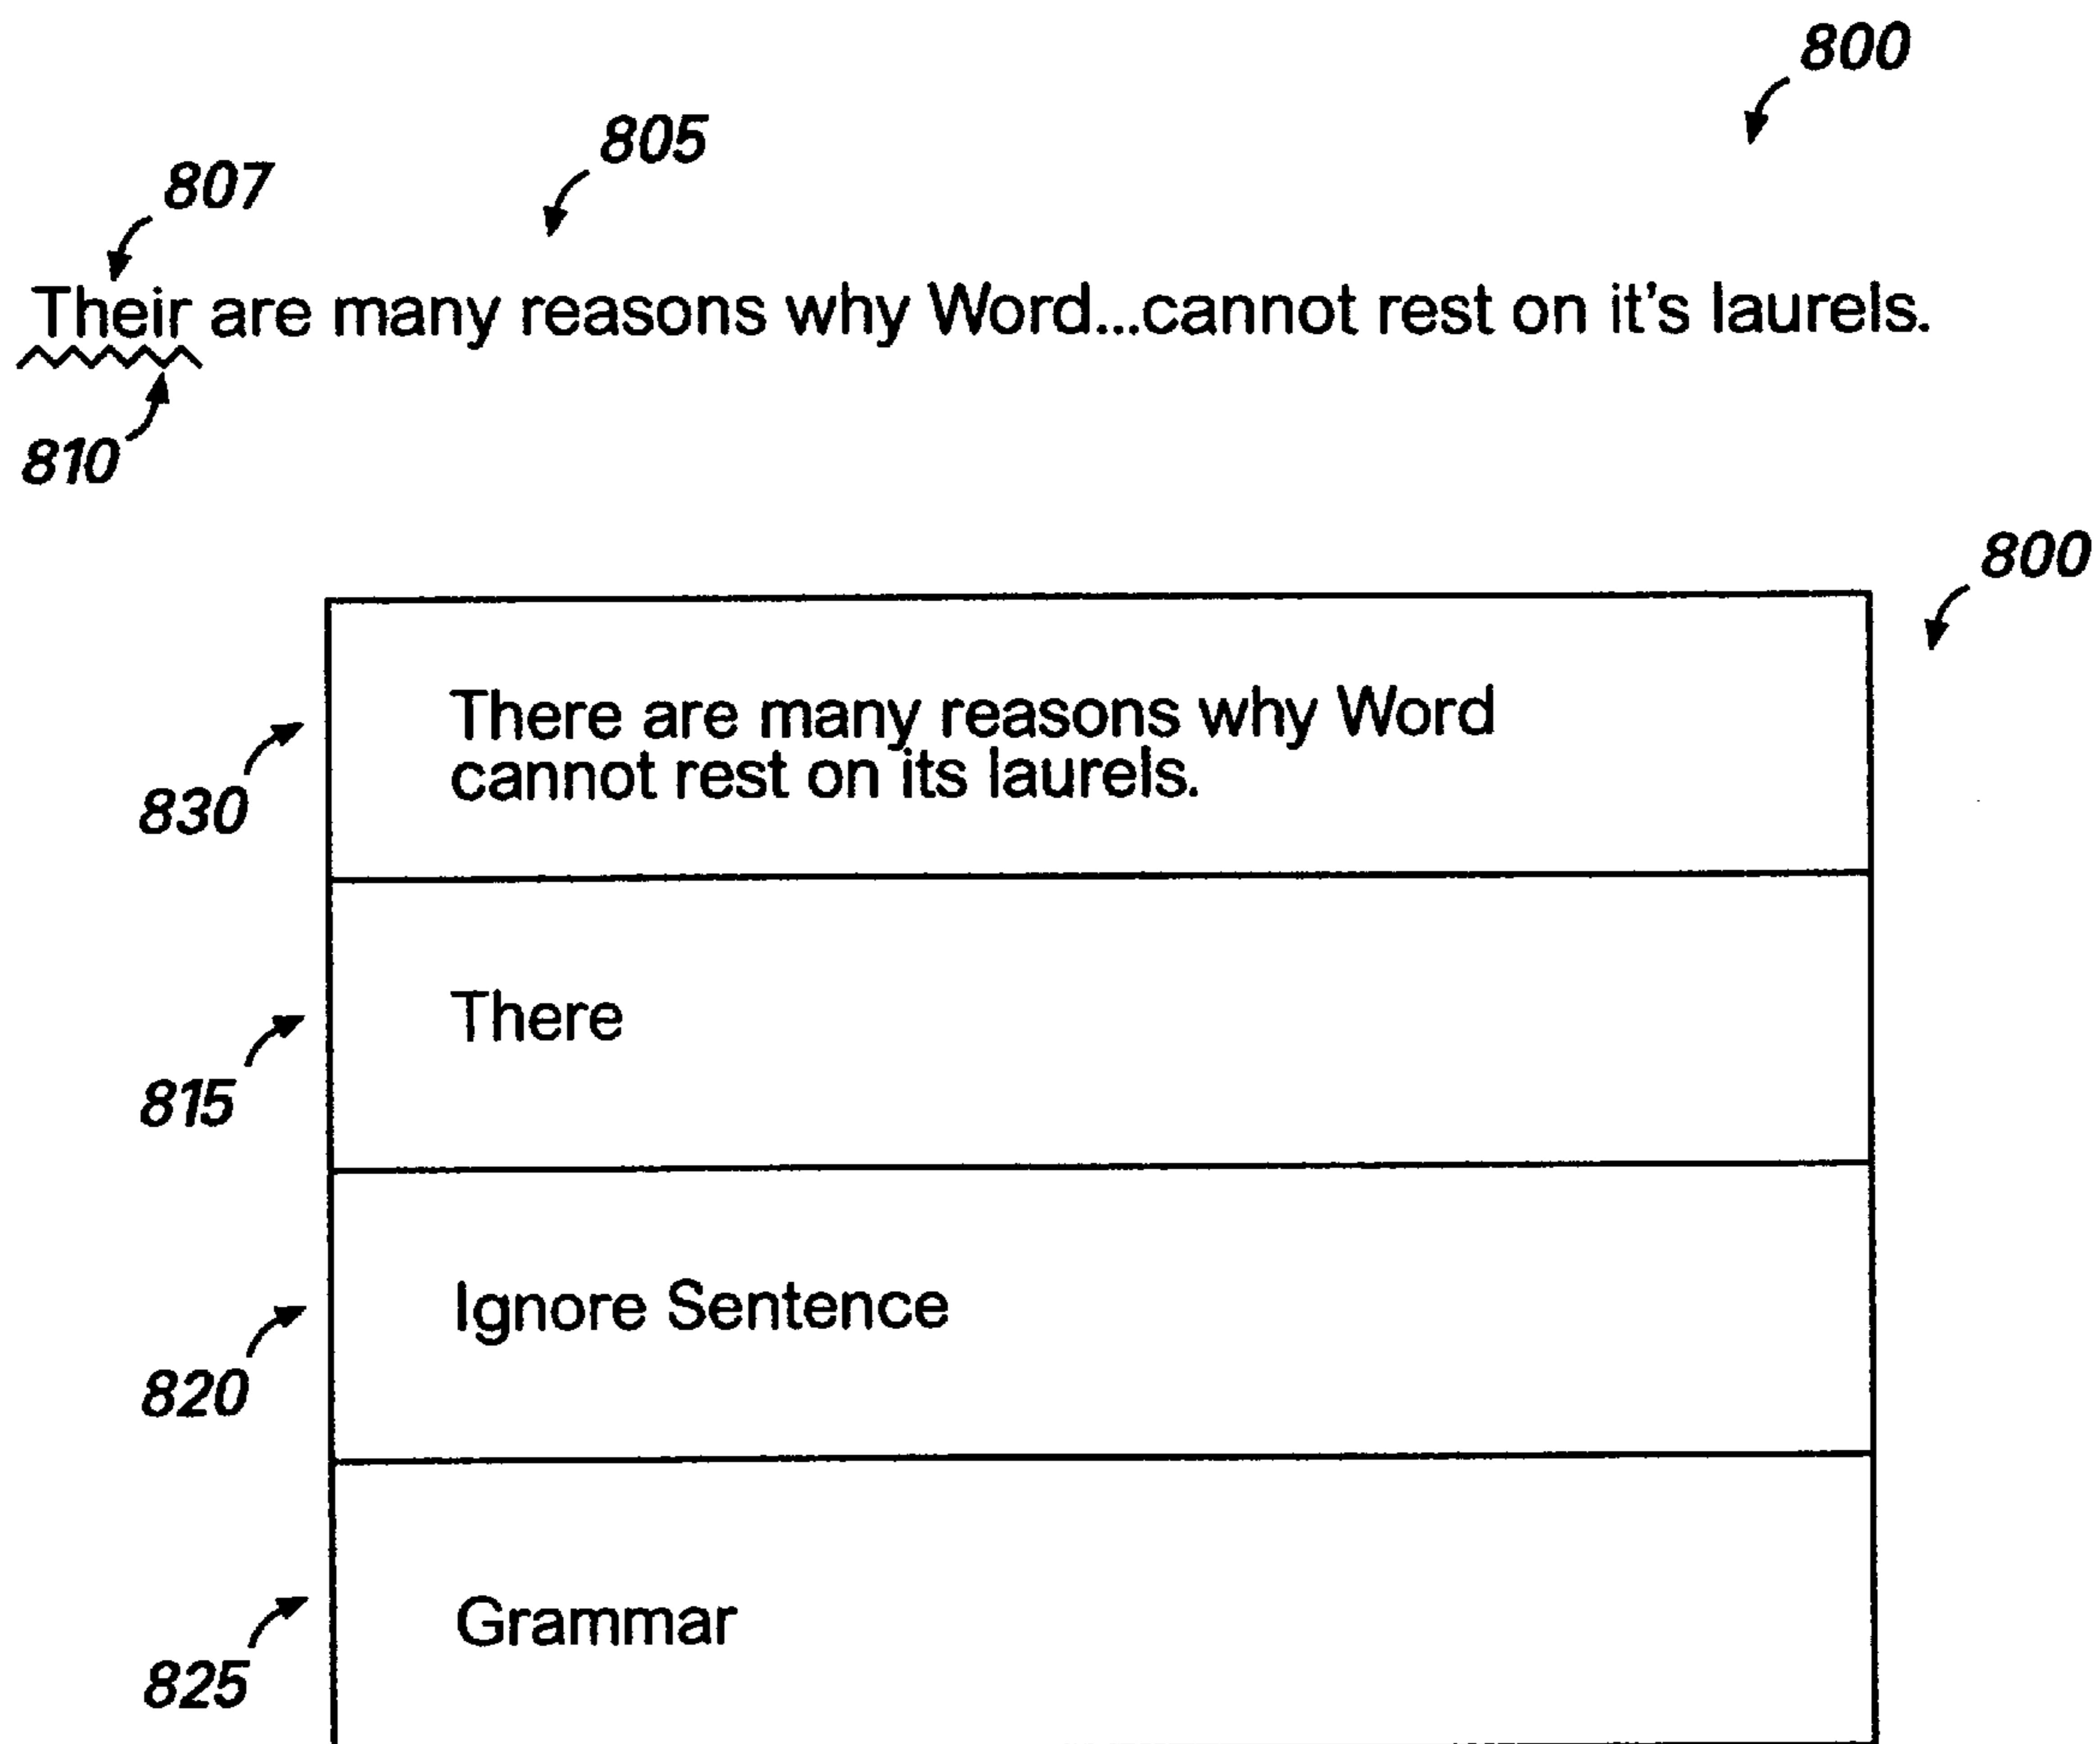 800
805
807
Their are many reasons why Word...cannot rest on it's laurels.
810
800
There are many reasons why Word
cannot rest on its laurels.
830
There
815
Ignore Sentence
820
Grammar
825